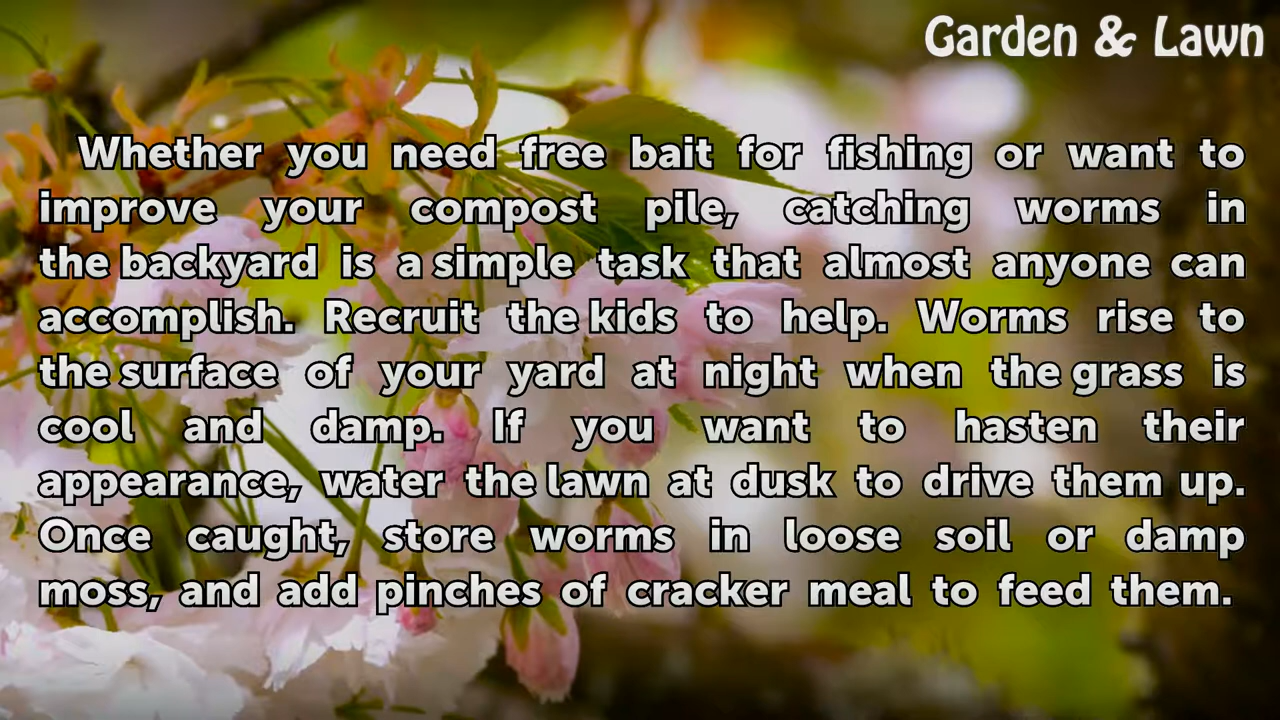 Garden & Lawn
Whether you need free bait for fishing or want to
improve your compost pile, catching worms in
the backyard is a simple task that almost anyone can
accomplish. Recruit the kids to help. Worms rise to
the surface of your yard at night when the grass is
cool and damp. If you want to hasten their
appearance, water the lawn at dusk to drive them up.
Once caught, store worms in loose soil or damp
moss, and add pinches of cracker meal to feed them.